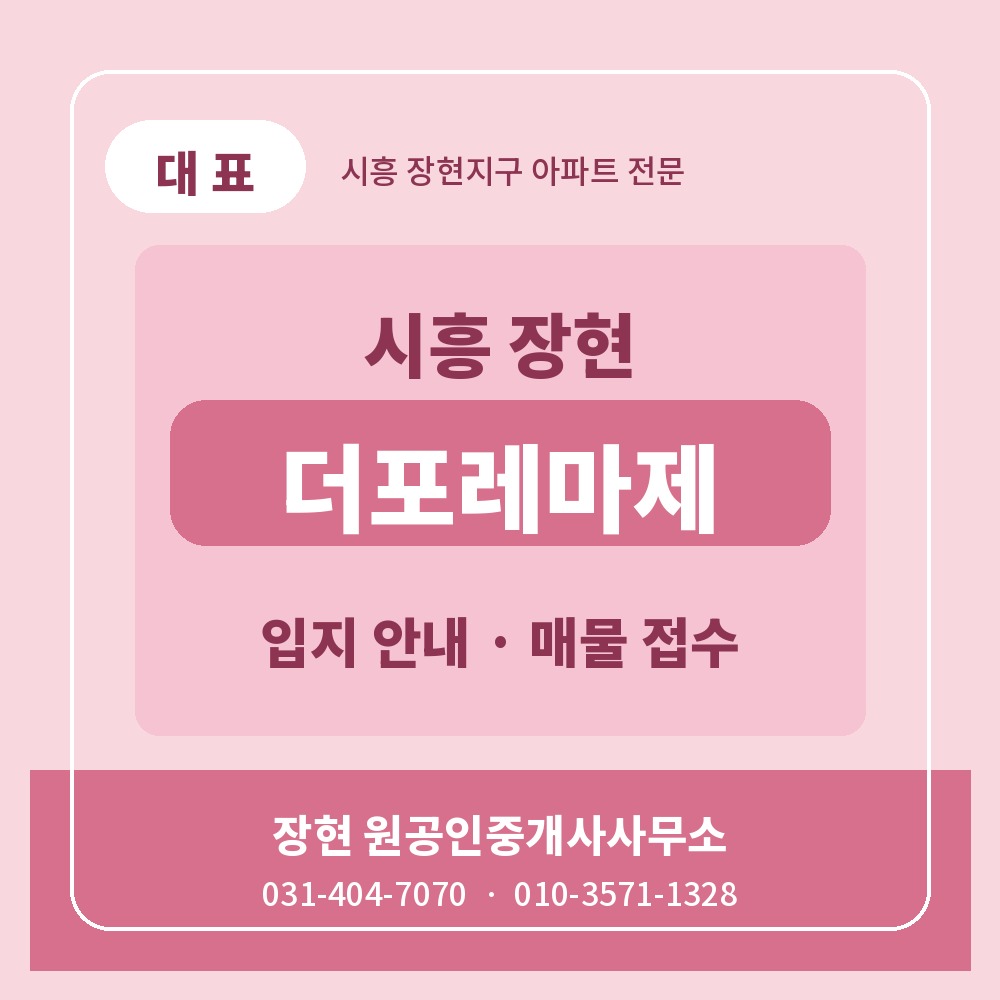 대 표
시흥 장현지구 아파트 전문
시흥 장현
더포레마제
입지 안내 · 매물 접수
장현 원공인중개사사무소
031-404-7070 · 010-3571-1328